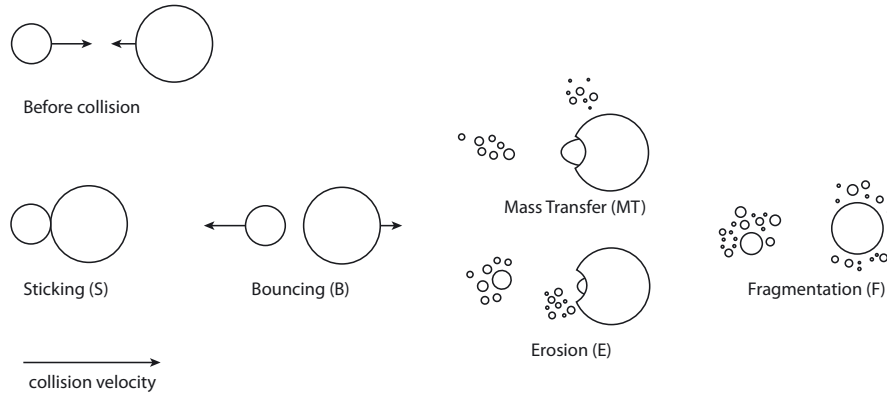 Before collision
Mass Transfer (MT)
Sticking (S)
Bouncing (B)
Fragmentation (F)
Erosion (E)
collision velocity